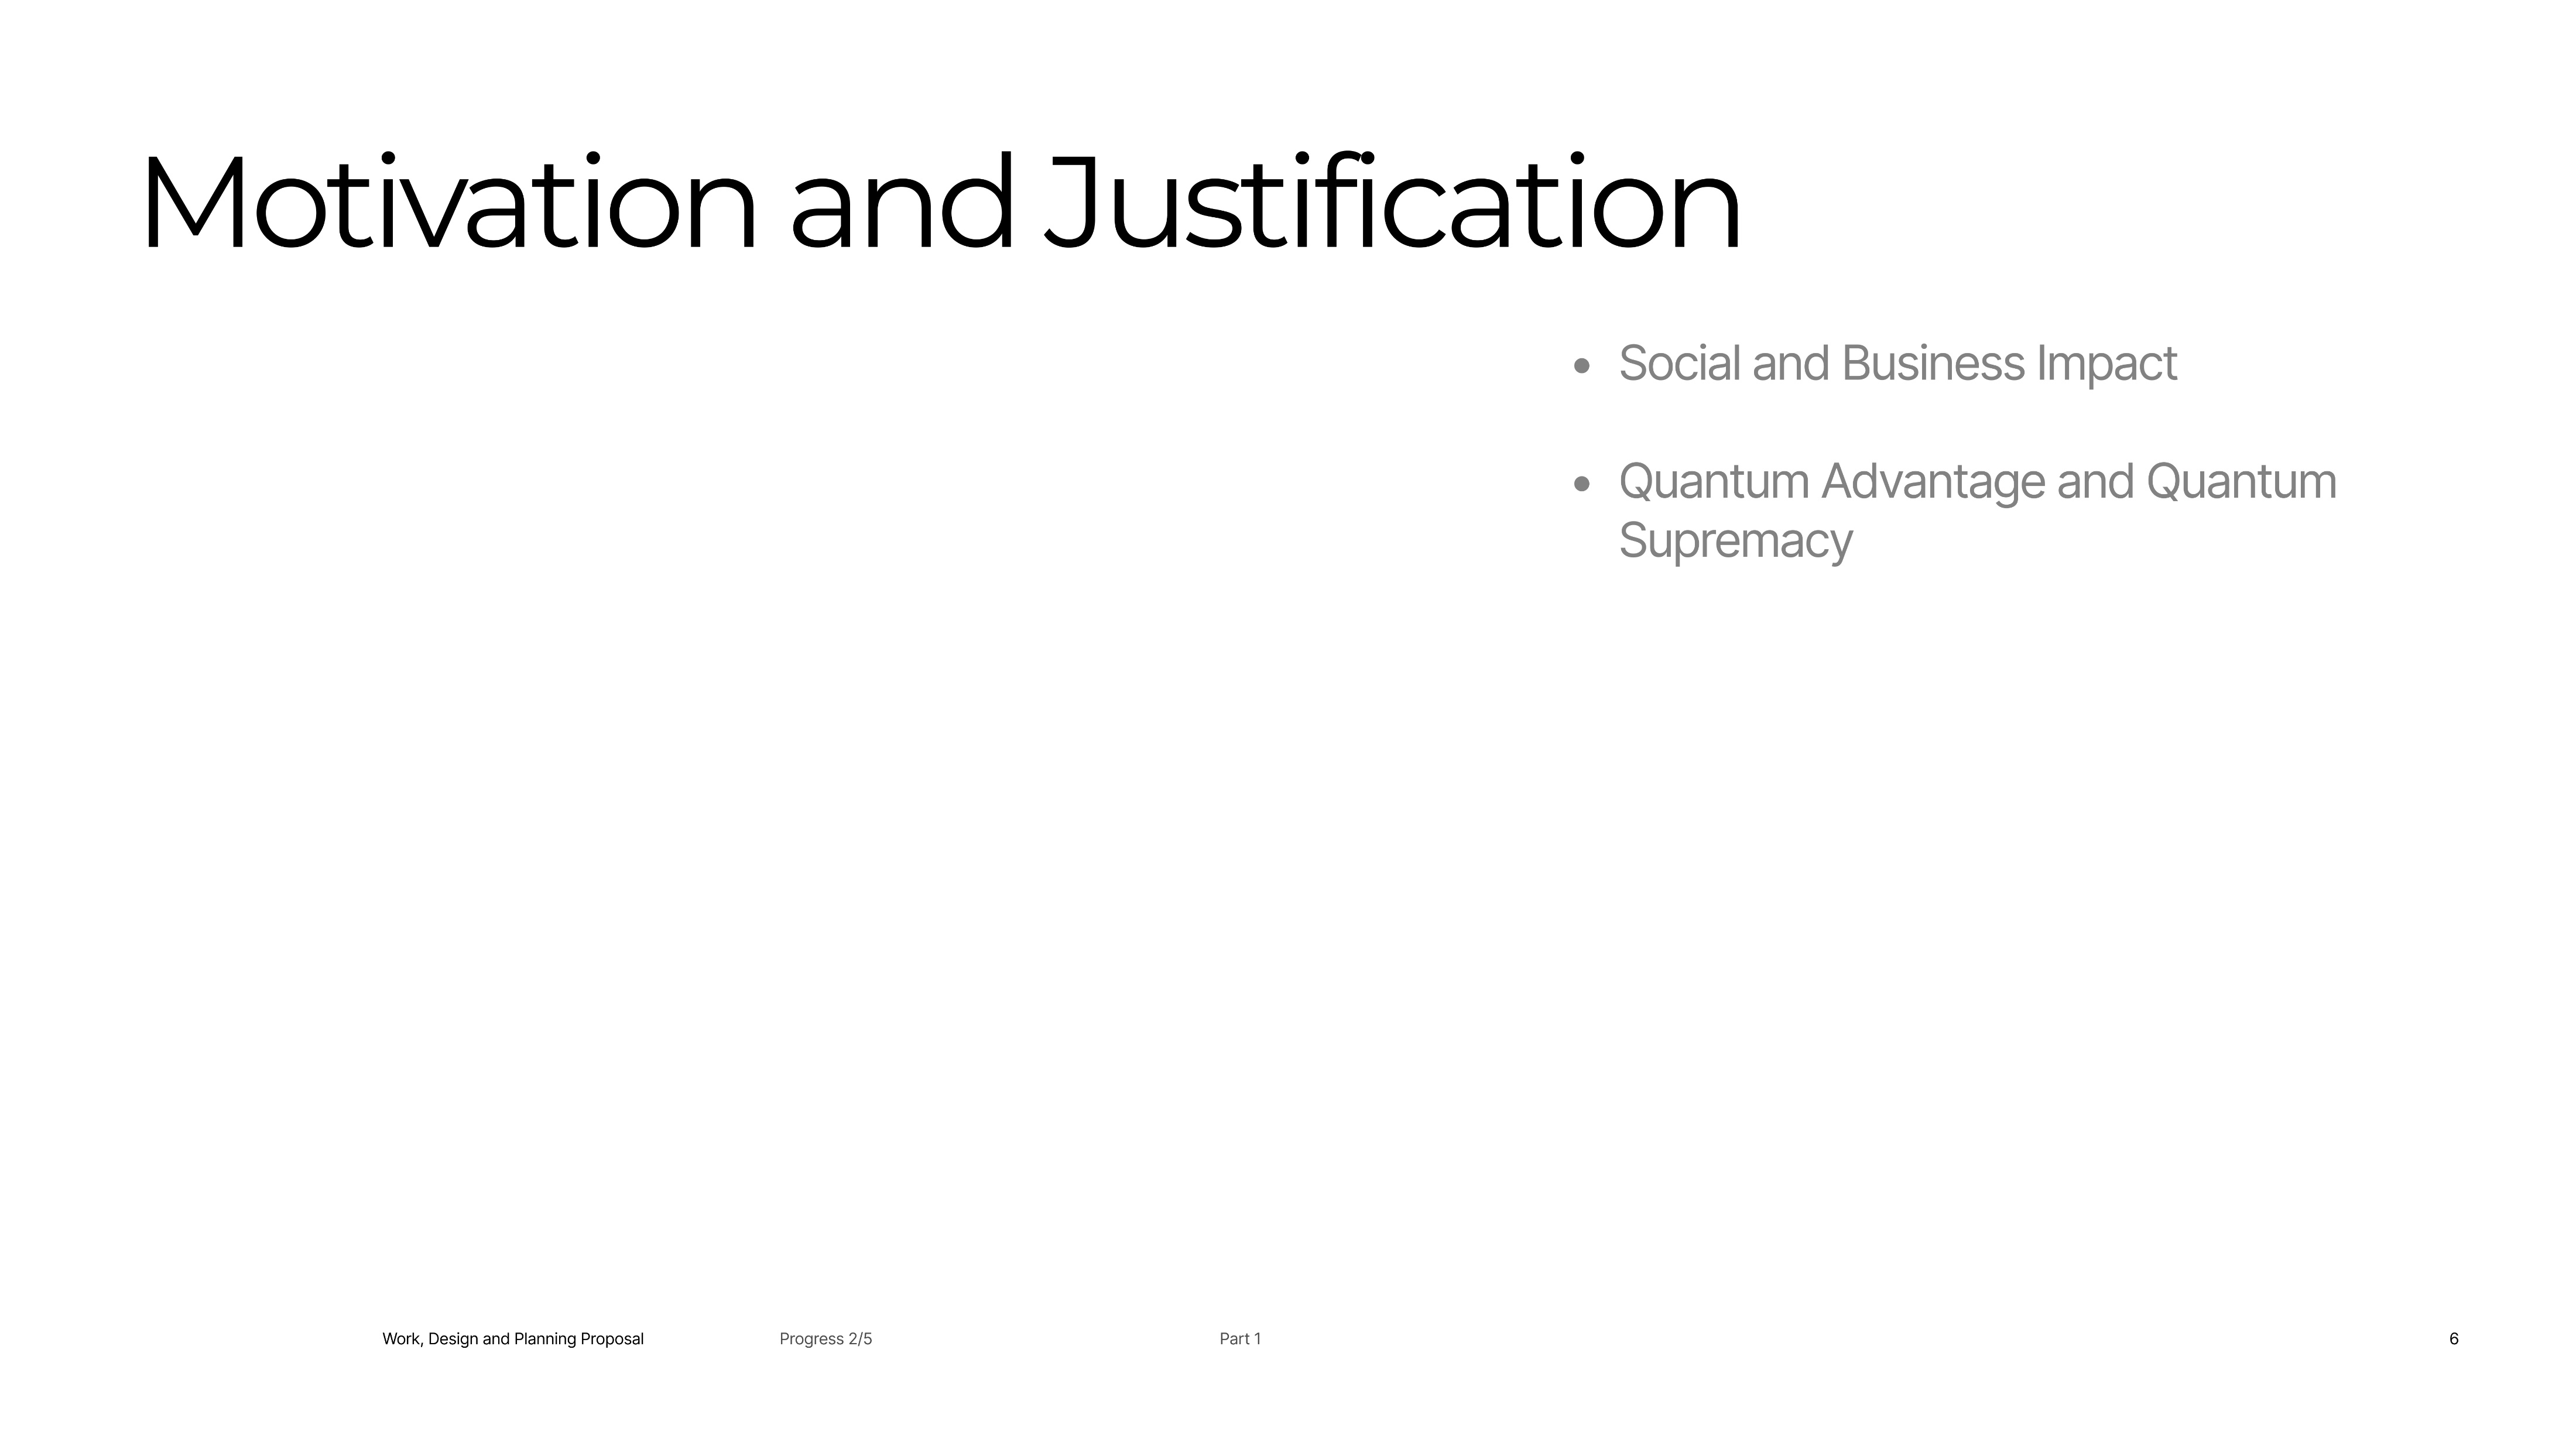 Motivation and Justification
• Social and Business Impact
• Quantum Advantage and Quantum
Supremacy
Work, Design and Planning Proposal
Progress 2/5
Part 1
6